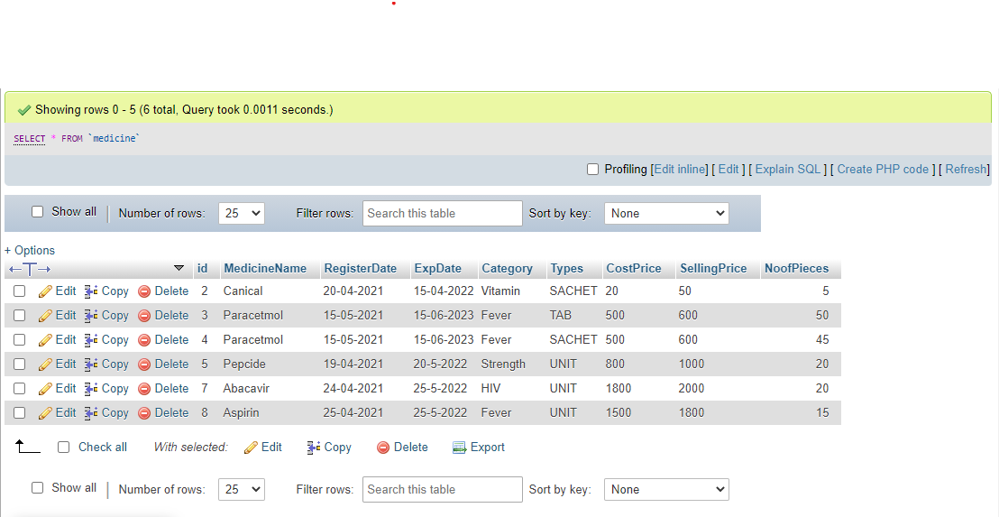 Showing rows 0 - 5 (6 total, Query took 0.0011 seconds.)
SELECT * FROM `medicine`
Profiling [Edit inline] [ Edit ] [ Explain SQL ] [ Create PHP code ] [ Refresh]
Show all Number of rows: 25 Filter rows: Search this table Sort by key: None
+ Options
id MedicineName RegisterDate ExpDate Category Types CostPrice SellingPrice NoofPieces
Edit Copy Delete 2 Canical 20-04-2021 15-04-2022 Vitamin SACHET 20 50 5
Edit Copy Delete 3 Paracetmol 15-05-2021 15-06-2023 Fever TAB 500 600 50
Edit Copy Delete 4 Paracetmol 15-05-2021 15-06-2023 Fever SACHET 500 600 45
Edit Copy Delete 5 Pepcide 19-04-2021 20-5-2022 Strength UNIT 800 1000 20
Edit Copy Delete 7 Abacavir 24-04-2021 25-5-2022 HIV UNIT 1800 2000 20
Edit Copy Delete 8 Aspirin 25-04-2021 25-5-2022 Fever UNIT 1500 1800 15
Check all With selected: Edit Copy Delete Export
Show all Number of rows: 25 Filter rows: Search this table Sort by key: None